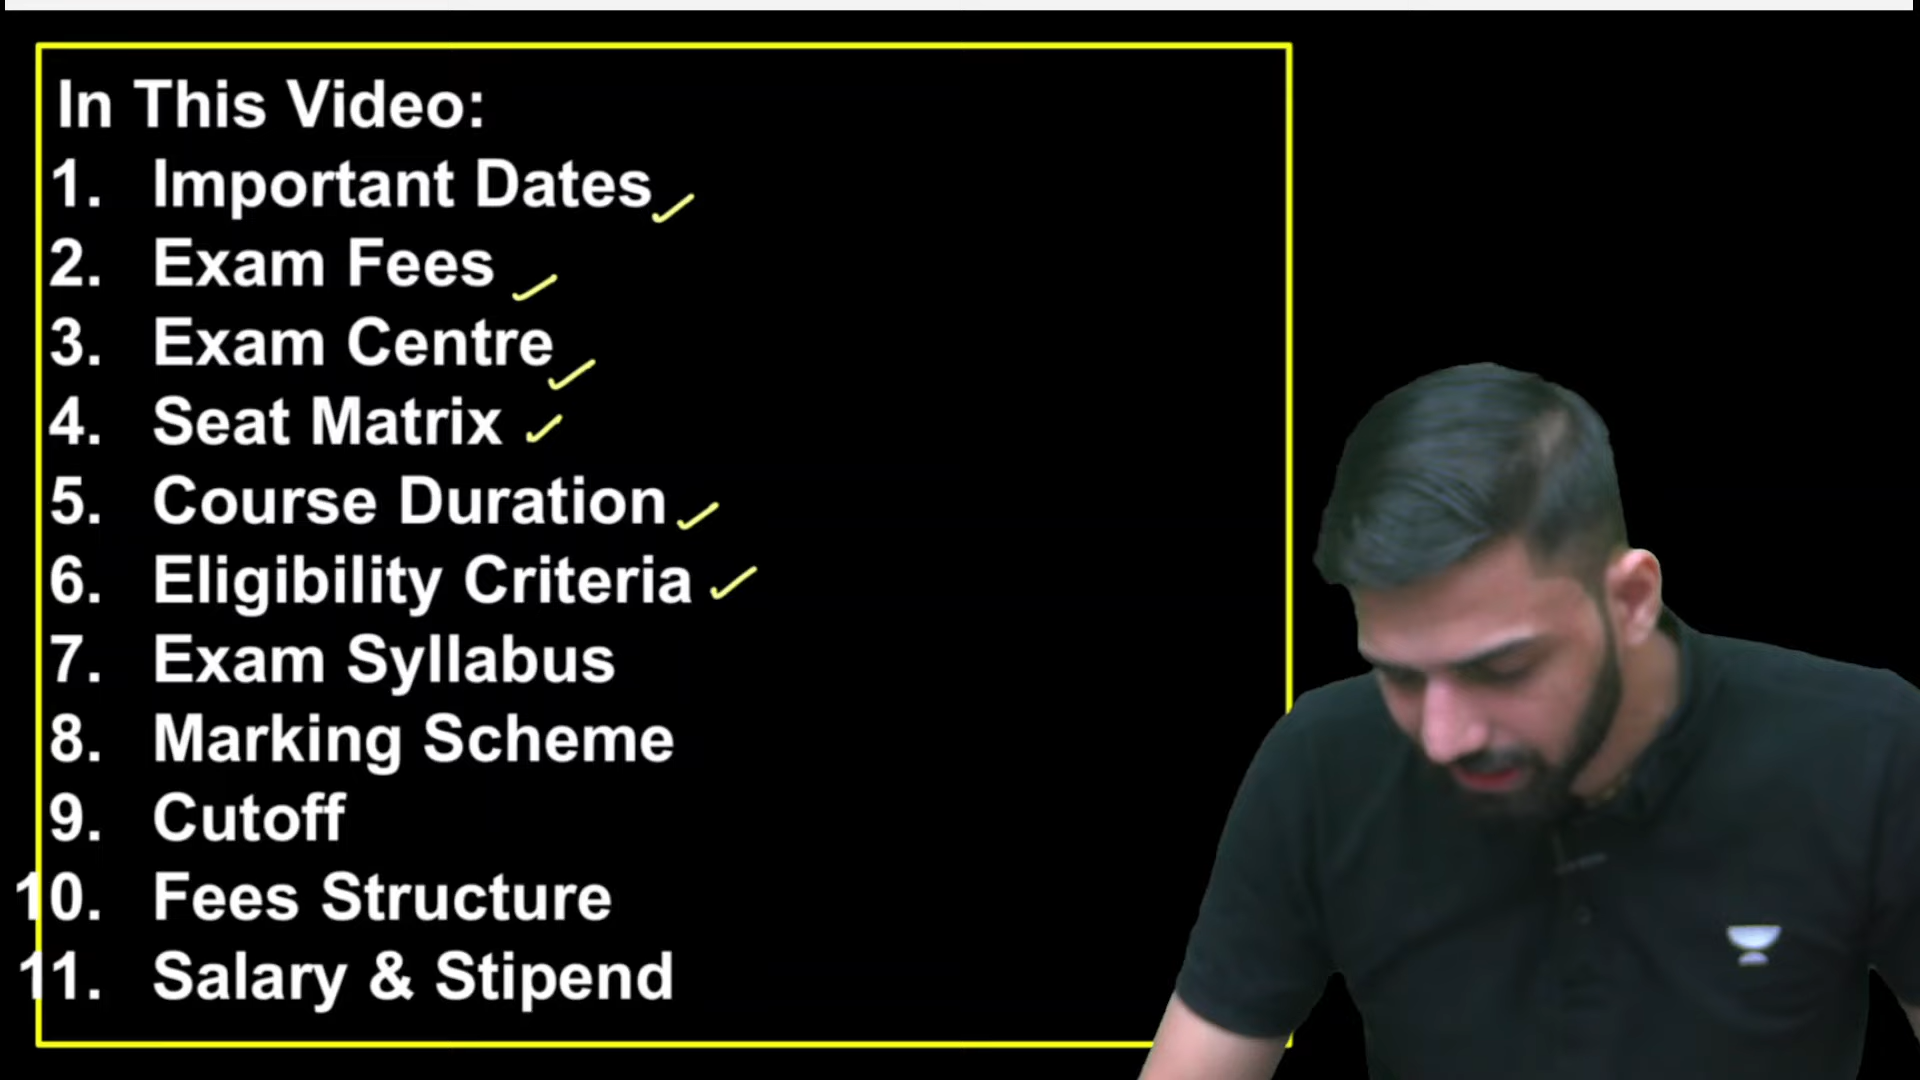 In This Video:
1. Important Dates
2. Exam Fees
3. Exam Centre
4. Seat Matrix
5. Course Duration
6. Eligibility Criteria
7. Exam Syllabus
8. Marking Scheme
9. Cutoff
10. Fees Structure
11. Salary & Stipend